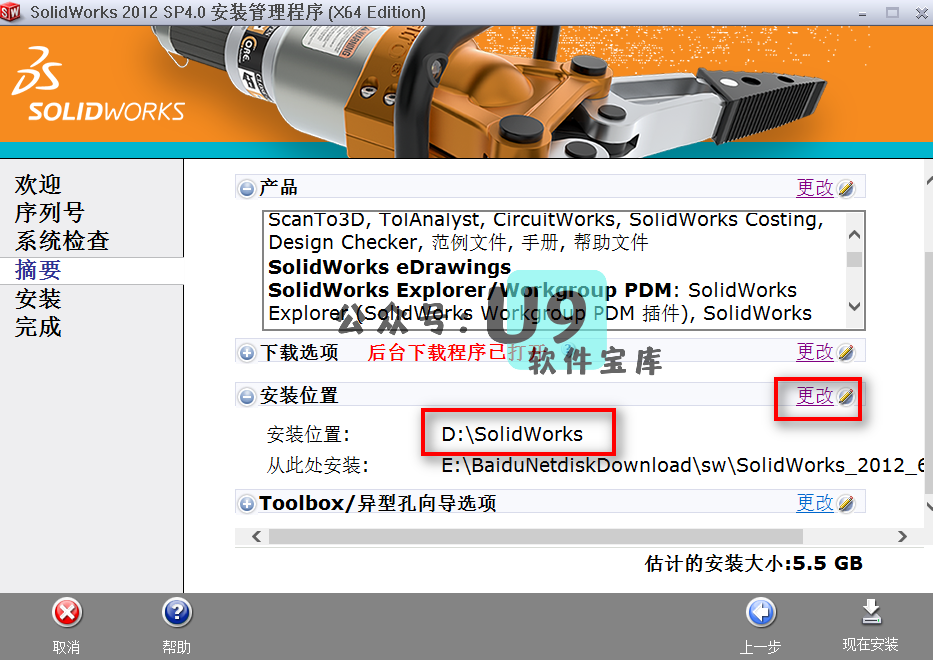 SolidWorks 2012 SP4.0 安装管理程序 (X64 Edition)
SOLIDWORKS
欢迎
序列号
系统检查
摘要
安装
完成
产品 更改
ScanTo3D, TolAnalyst, CircuitWorks, SolidWorks Costing,
Design Checker, 范例文件, 手册, 帮助文件
SolidWorks eDrawings
SolidWorks Explorer/Workgroup PDM: SolidWorks
Explorer (SolidWorks Workgroup PDM 插件), SolidWorks
公众号: U9
软件宝库
下载选项 后台下载程序已打开 更改
安装位置 更改
安装位置: D:\SolidWorks
从此处安装: E:\BaiduNetdiskDownload\sw\SolidWorks_2012_6
Toolbox/异型孔向导选项 更改
估计的安装大小:5.5 GB
取消 帮助 上一步 现在安装